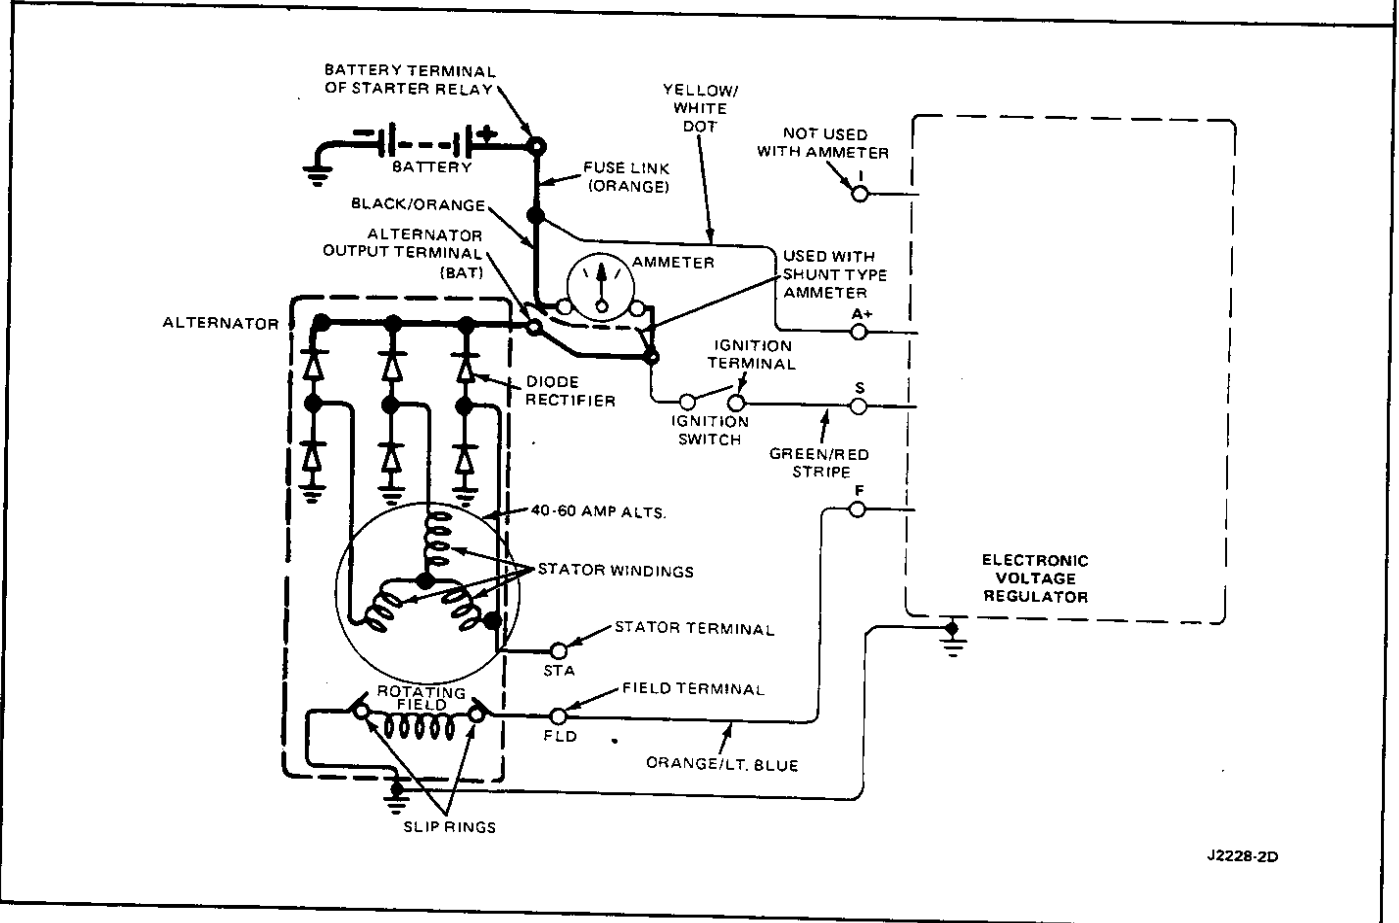 BATTERY TERMINAL
OF STARTER RELAY
YELLOW/
WHITE
DOT
NOT USED
WITH AMMETER
I
−
+
BATTERY
FUSE LINK
(ORANGE)
BLACK/ORANGE
ALTERNATOR
OUTPUT TERMINAL
(BAT)
AMMETER
USED WITH
SHUNT TYPE
AMMETER
A+
ALTERNATOR
IGNITION
TERMINAL
DIODE
RECTIFIER
S
IGNITION
SWITCH
GREEN/RED
STRIPE
F
40-60 AMP ALTS.
STATOR WINDINGS
ELECTRONIC
VOLTAGE
REGULATOR
STATOR TERMINAL
STA
ROTATING
FIELD
FIELD TERMINAL
FLD
ORANGE/LT. BLUE
SLIP RINGS
J2228-2D